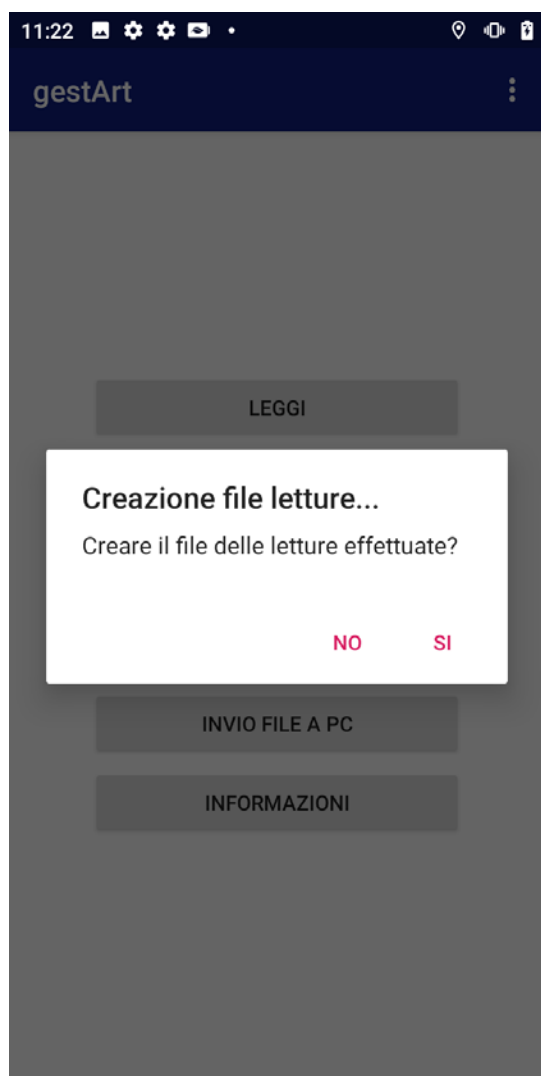 11:22
gestArt
LEGGI
Creazione file letture...
Creare il file delle letture effettuate?
NO SI
INVIO FILE A PC
INFORMAZIONI